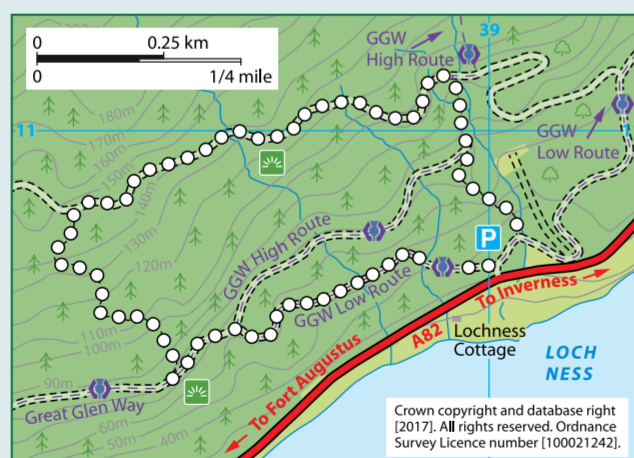 0 0.25 km
0 1/4 mile
39
GGW
High Route
11
1
GGW
Low Route
180m
170m
160m
150m
140m
130m
120m
110m
100m
90m
60m
50m
40m
GGW High Route
GGW Low Route
P
Great Glen Way
To Inverness
A82
To Fort Augustus
Lochness
Cottage
LOCH
NESS
Crown copyright and database right
[2017]. All rights reserved. Ordnance
Survey Licence number [100021242].